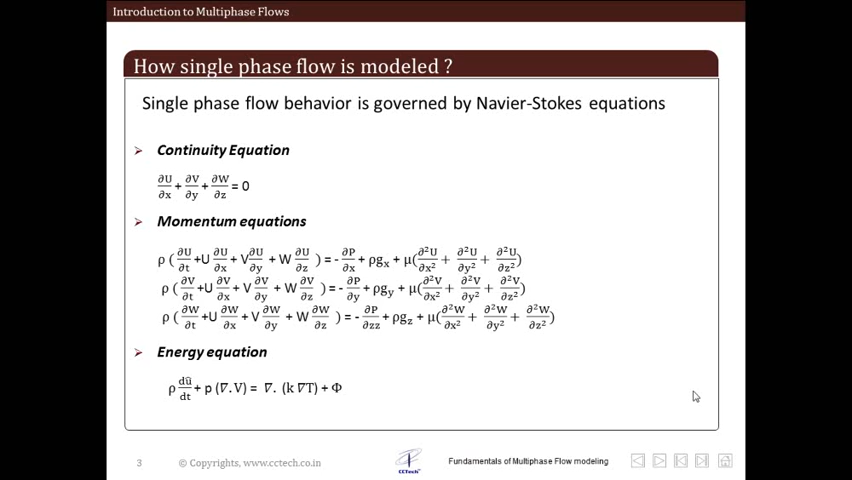 Introduction to Multiphase Flows
How single phase flow is modeled ?
Single phase flow behavior is governed by Navier-Stokes equations
➢ Continuity Equation
∂U/∂x + ∂V/∂y + ∂W/∂z = 0
➢ Momentum equations
ρ ( ∂U/∂t +U ∂U/∂x + V ∂U/∂y + W ∂U/∂z ) = - ∂P/∂x + ρgₓ + μ( ∂²U/∂x² + ∂²U/∂y² + ∂²U/∂z² )
ρ ( ∂V/∂t +U ∂V/∂x + V ∂V/∂y + W ∂V/∂z ) = - ∂P/∂y + ρg_y + μ( ∂²V/∂x² + ∂²V/∂y² + ∂²V/∂z² )
ρ ( ∂W/∂t +U ∂W/∂x + V ∂W/∂y + W ∂W/∂z ) = - ∂P/∂zz + ρg_z + μ( ∂²W/∂x² + ∂²W/∂y² + ∂²W/∂z² )
➢ Energy equation
ρ dû/dt + p (∇.V) = ∇. (k ∇T) + Φ
3 © Copyrights, www.cctech.co.in CCTech Fundamentals of Multiphase Flow modeling